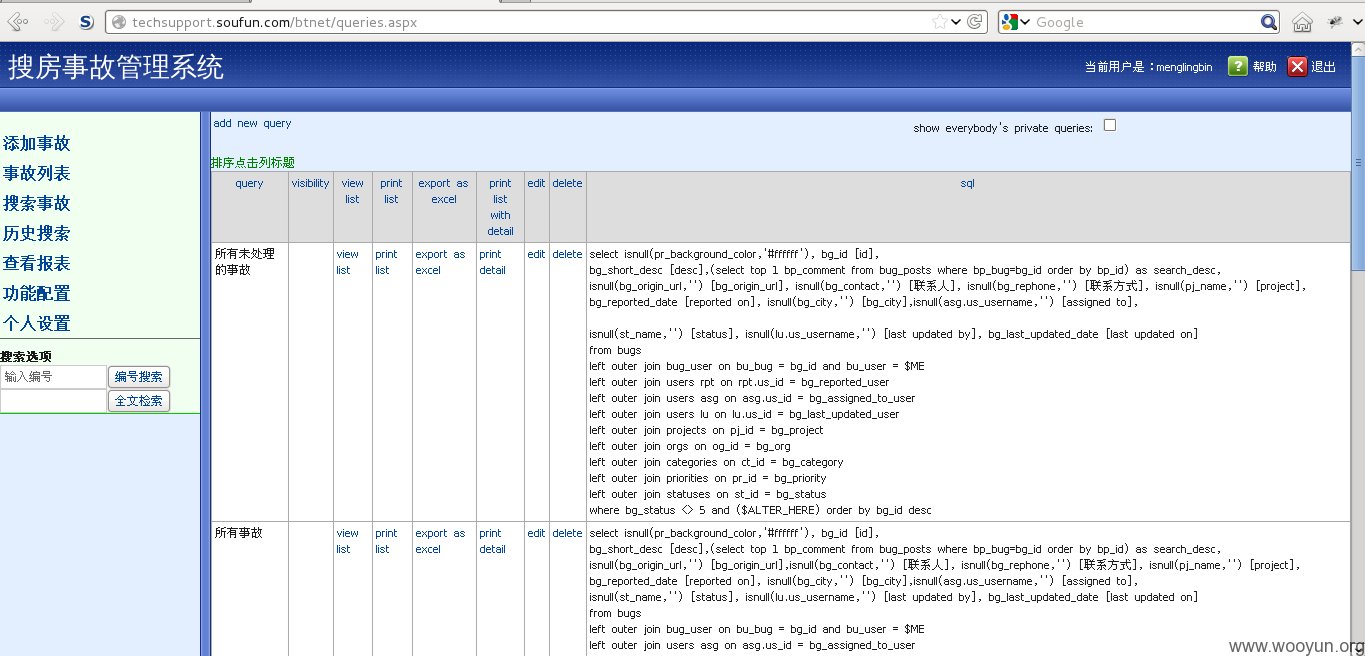 techsupport.soufun.com/btnet/queries.aspx
Google
搜房事故管理系统
当前用户是：menglingbin
帮助
退出
添加事故
事故列表
搜索事故
历史搜索
查看报表
功能配置
个人设置
搜索选项
输入编号
编号搜索
全文检索
add new query
show everybody's private queries:
排序点击列标题
query
visibility
view list
print list
export as excel
print list with detail
edit
delete
sql
所有未处理
的事故
view list
print list
export as excel
print detail
edit
delete
select isnull(pr_background_color,'#ffffff'), bg_id [id],
bg_short_desc [desc],(select top 1 bp_comment from bug_posts where bp_bug=bg_id order by bp_id) as search_desc,
isnull(bg_origin_url,'') [bg_origin_url], isnull(bg_contact,'') [联系人], isnull(bg_rephone,'') [联系方式], isnull(pj_name,'') [project],
bg_reported_date [reported on], isnull(bg_city,'') [bg_city],isnull(asg.us_username,'') [assigned to],
isnull(st_name,'') [status], isnull(lu.us_username,'') [last updated by], bg_last_updated_date [last updated on]
from bugs
left outer join bug_user on bu_bug = bg_id and bu_user = $ME
left outer join users rpt on rpt.us_id = bg_reported_user
left outer join users asg on asg.us_id = bg_assigned_to_user
left outer join users lu on lu.us_id = bg_last_updated_user
left outer join projects on pj_id = bg_project
left outer join orgs on og_id = bg_org
left outer join categories on ct_id = bg_category
left outer join priorities on pr_id = bg_priority
left outer join statuses on st_id = bg_status
where bg_status <> 5 and ($ALTER_HERE) order by bg_id desc
所有事故
view list
print list
export as excel
print detail
edit
delete
select isnull(pr_background_color,'#ffffff'), bg_id [id],
bg_short_desc [desc],(select top 1 bp_comment from bug_posts where bp_bug=bg_id order by bp_id) as search_desc,
isnull(bg_origin_url,'') [bg_origin_url],isnull(bg_contact,'') [联系人], isnull(bg_rephone,'') [联系方式], isnull(pj_name,'') [project],
bg_reported_date [reported on], isnull(bg_city,'') [bg_city],isnull(asg.us_username,'') [assigned to],
isnull(st_name,'') [status], isnull(lu.us_username,'') [last updated by], bg_last_updated_date [last updated on]
from bugs
left outer join bug_user on bu_bug = bg_id and bu_user = $ME
left outer join users asg on asg.us_id = bg_assigned_to_user
www.wooyun.org